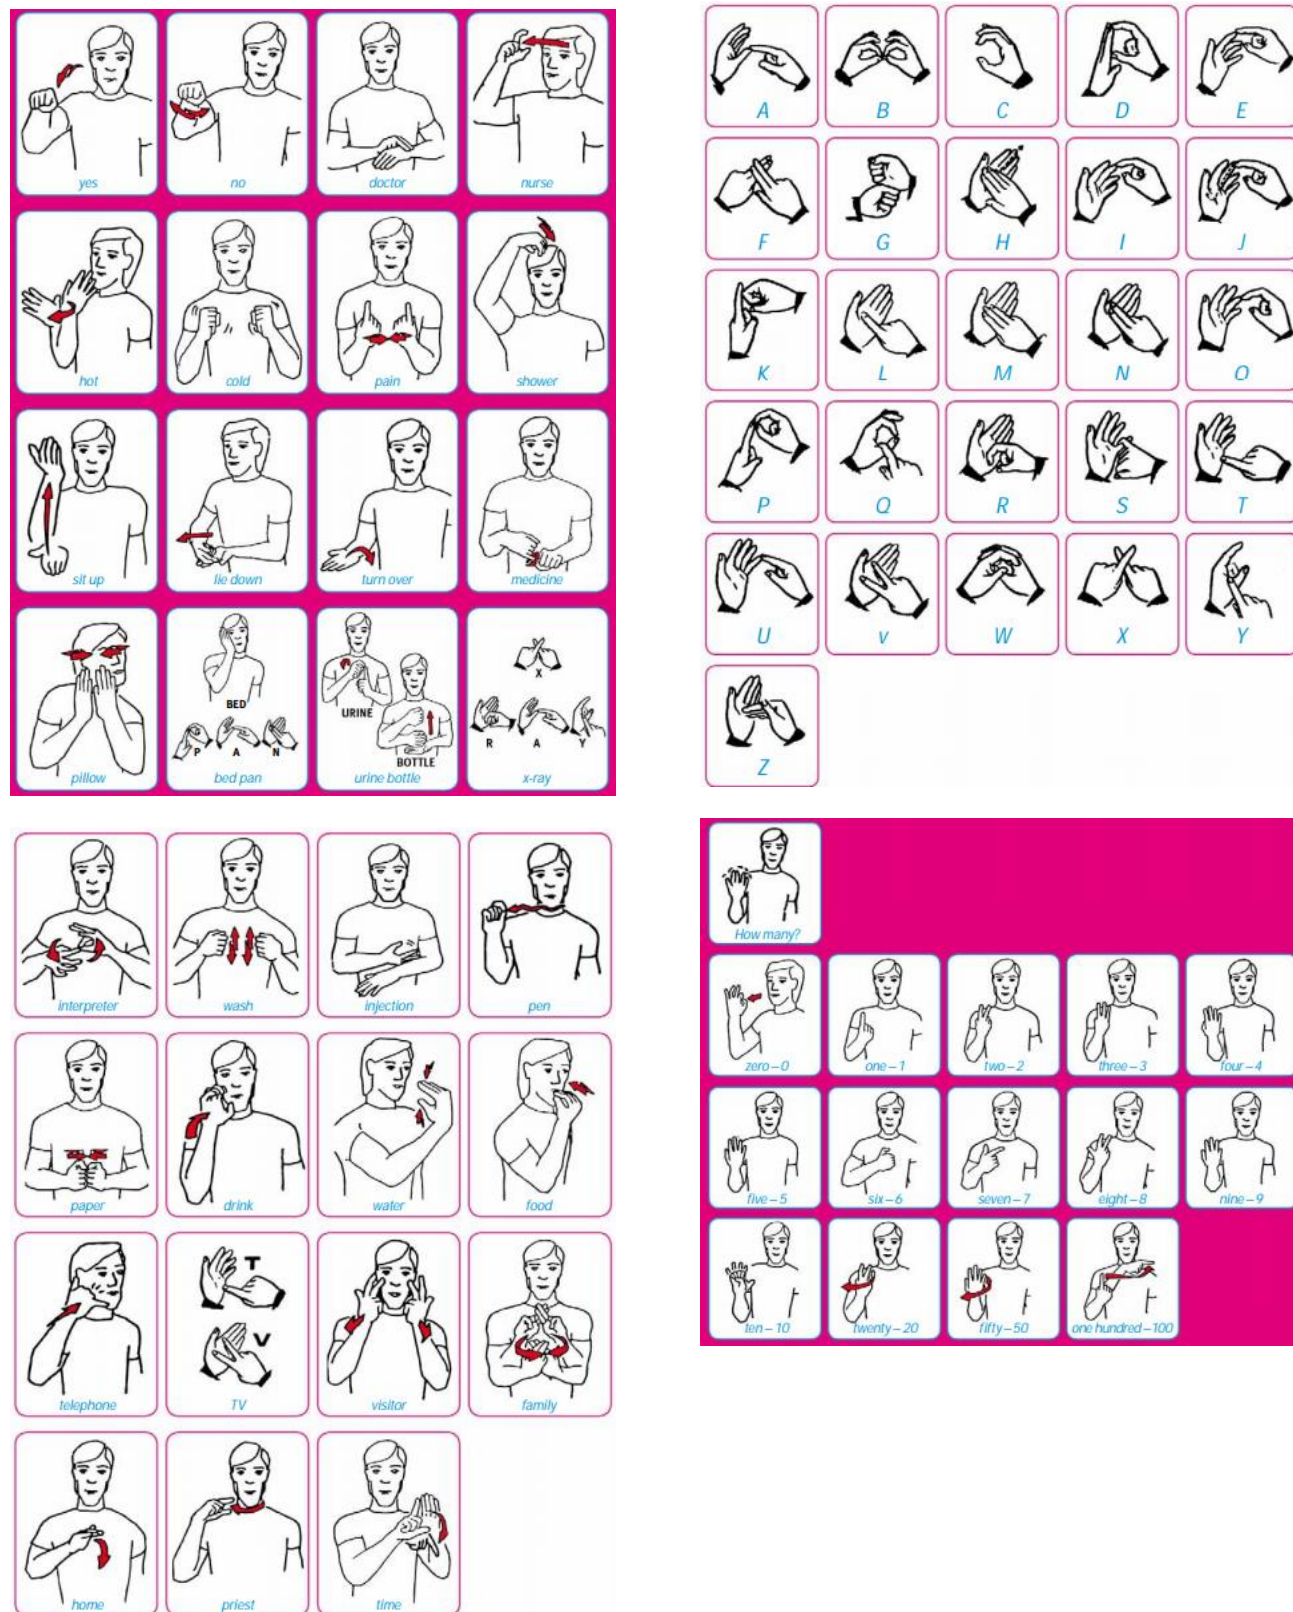 yes no doctor nurse
hot cold pain shower
sit up lie down turn over medicine
BED
P A N
URINE
BOTTLE
X
R A Y
pillow bed pan urine bottle x-ray
A B C D E
F G H I J
K L M N O
P Q R S T
U v W X Y
Z
interpreter wash injection pen
paper drink water food
T
V
telephone TV visitor family
home priest time
How many?
zero – 0 one – 1 two – 2 three – 3 four – 4
five – 5 six – 6 seven – 7 eight – 8 nine – 9
ten – 10 twenty – 20 fifty – 50 one hundred – 100